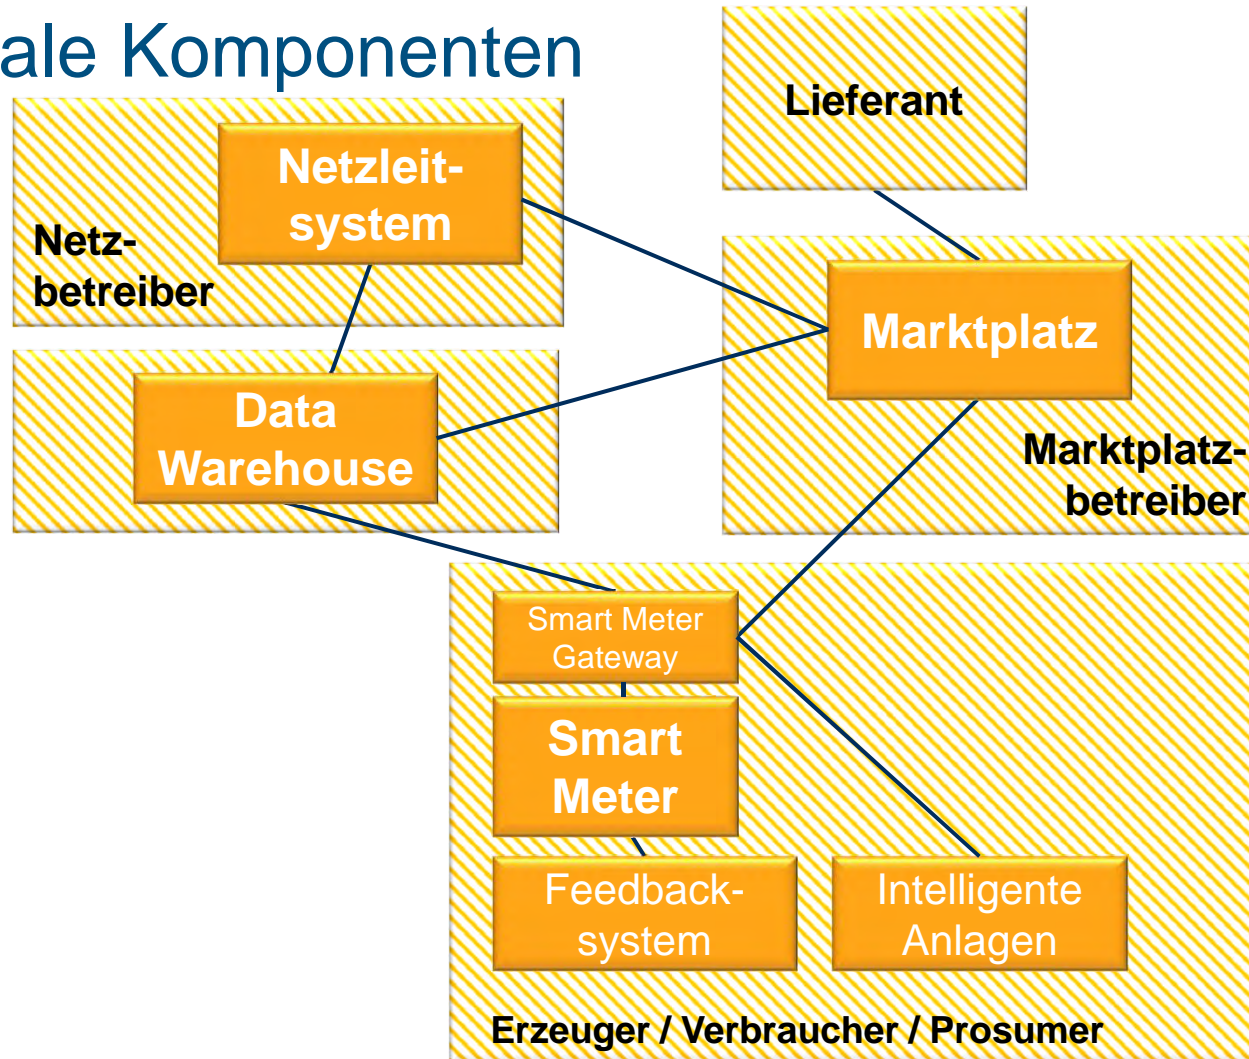 ale Komponenten
Lieferant
Netzleit-
system
Netz-
betreiber
Marktplatz
Data
Warehouse
Marktplatz-
betreiber
Smart Meter
Gateway
Smart
Meter
Feedback-
system
Intelligente
Anlagen
Erzeuger / Verbraucher / Prosumer